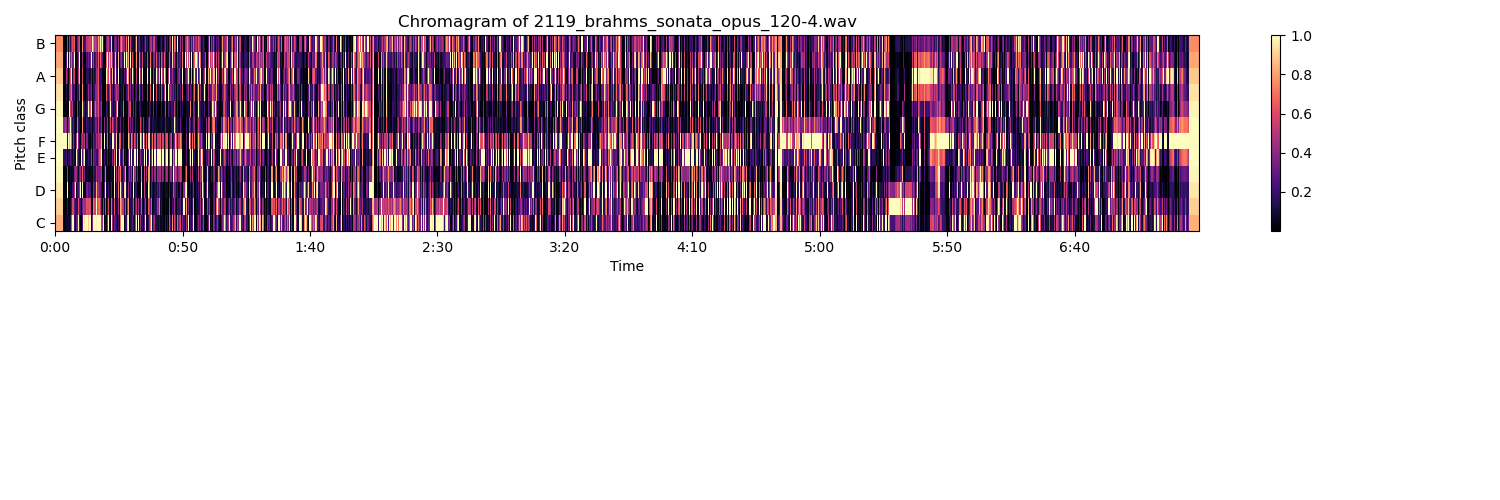 Chromagram of 2119_brahms_sonata_opus_120-4.wav
Pitch class
B
A
G
F
E
D
C
0:00 0:50 1:40 2:30 3:20 4:10 5:00 5:50 6:40
Time
1.0
0.8
0.6
0.4
0.2